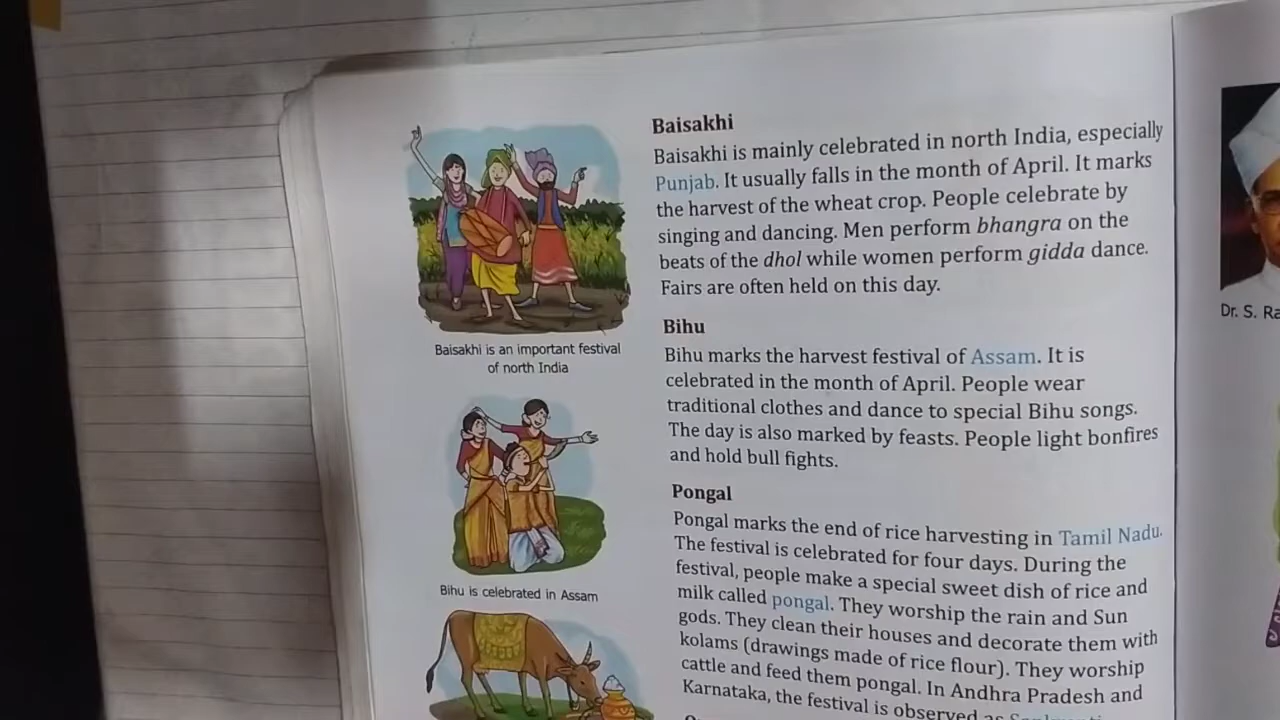 Baisakhi
Baisakhi is mainly celebrated in north India, especially
Punjab. It usually falls in the month of April. It marks
the harvest of the wheat crop. People celebrate by
singing and dancing. Men perform bhangra on the
beats of the dhol while women perform gidda dance.
Fairs are often held on this day.
Baisakhi is an important festival
of north India
Bihu
Bihu marks the harvest festival of Assam. It is
celebrated in the month of April. People wear
traditional clothes and dance to special Bihu songs.
The day is also marked by feasts. People light bonfires
and hold bull fights.
Bihu is celebrated in Assam
Pongal
Pongal marks the end of rice harvesting in Tamil Nadu.
The festival is celebrated for four days. During the
festival, people make a special sweet dish of rice and
milk called pongal. They worship the rain and Sun
gods. They clean their houses and decorate them with
kolams (drawings made of rice flour). They worship
cattle and feed them pongal. In Andhra Pradesh and
Karnataka, the festival is observed as
Dr. S.